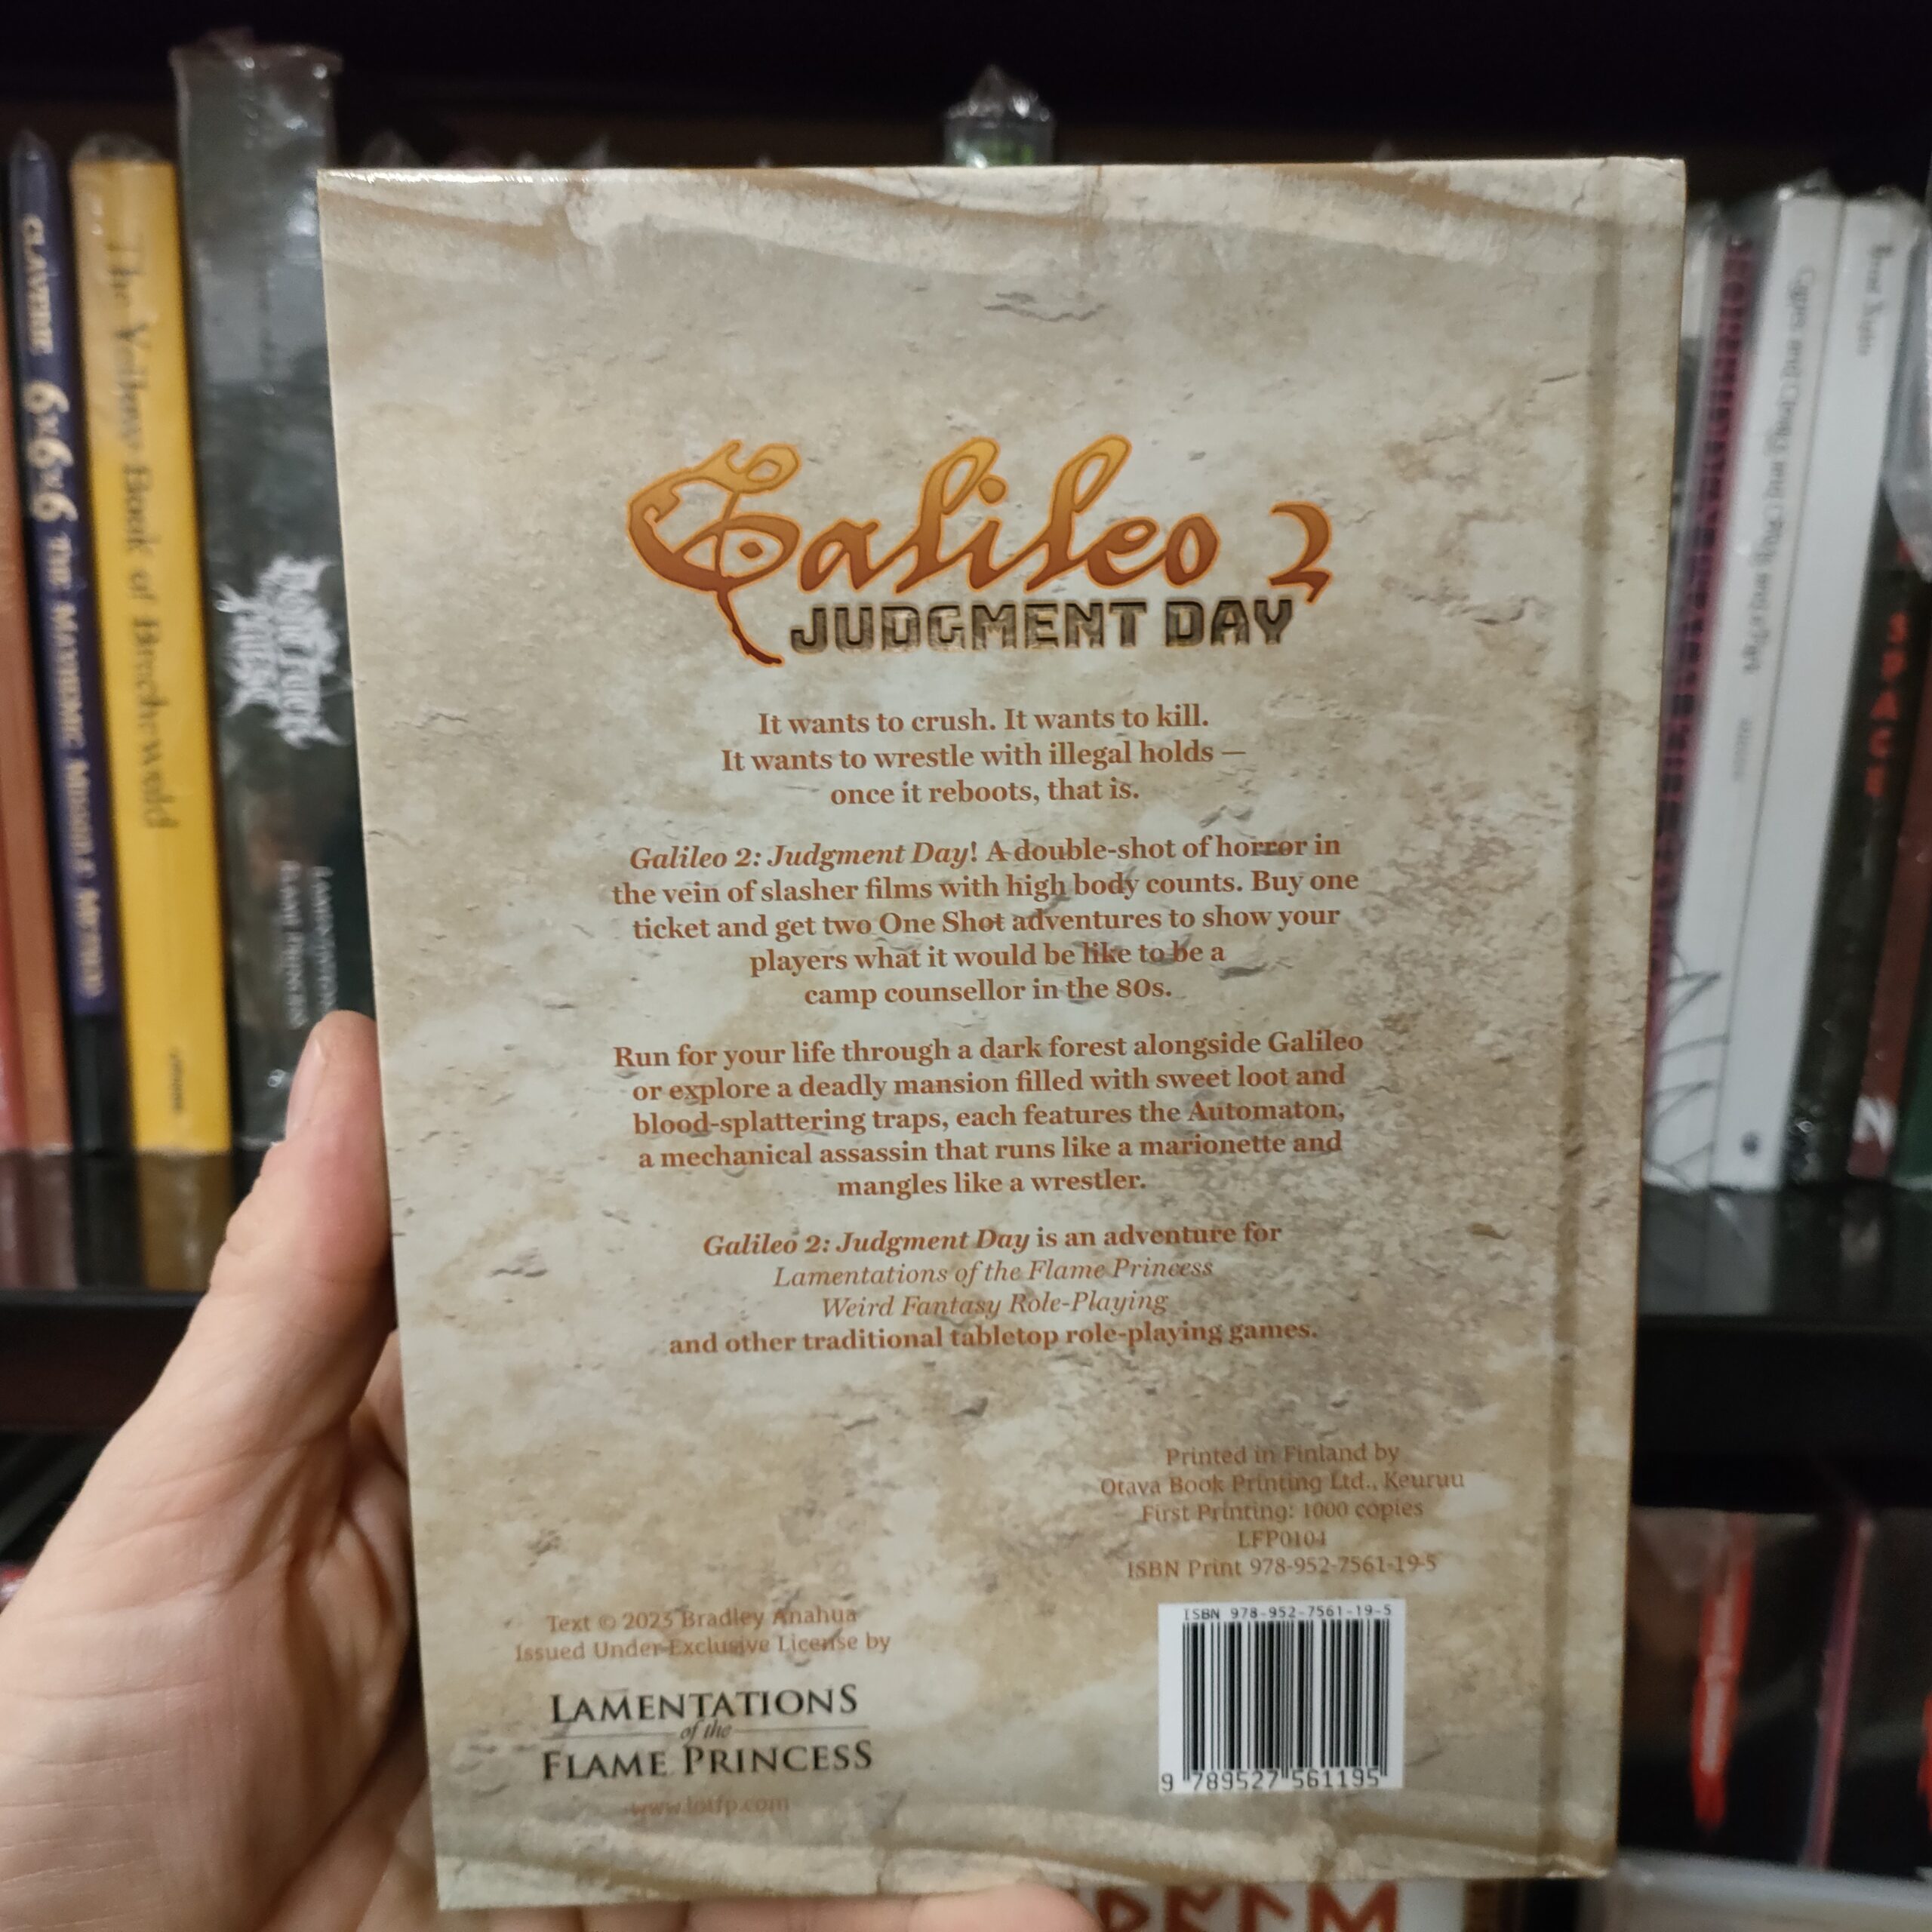 Galileo 2
JUDGMENT DAY
It wants to crush. It wants to kill.
It wants to wrestle with illegal holds —
once it reboots, that is.
Galileo 2: Judgment Day! A double-shot of horror in
the vein of slasher films with high body counts. Buy one
ticket and get two One Shot adventures to show your
players what it would be like to be a
camp counsellor in the 80s.
Run for your life through a dark forest alongside Galileo
or explore a deadly mansion filled with sweet loot and
blood-splattering traps, each features the Automaton,
a mechanical assassin that runs like a marionette and
mangles like a wrestler.
Galileo 2: Judgment Day is an adventure for
Lamentations of the Flame Princess
Weird Fantasy Role-Playing
and other traditional tabletop role-playing games.
Printed in Finland by
Otava Book Printing Ltd., Keuruu
First Printing: 1000 copies
LFP0104
ISBN Print 978-952-7561-19-5
Text © 2023 Bradley Anahua
Issued Under Exclusive License by
LAMENTATIONS
of the
FLAME PRINCESS
www.lotfp.com
ISBN 978-952-7561-19-5
9 789527 561195
The Yellow Book of Brechewold
LAMENTATIONS
FLAME PRINCESS